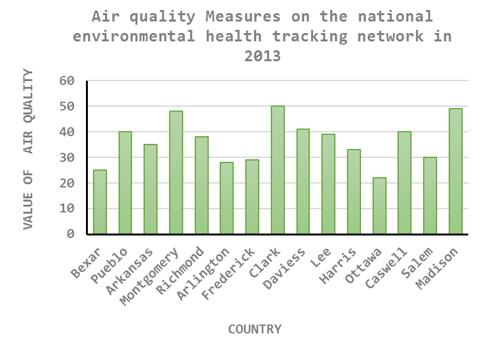 Air quality Measures on the national
environmental health tracking network in
2013
VALUE OF AIR QUALITY
60
50
40
30
20
10
0
Bexar
Pueblo
Arkansas
Montgomery
Richmond
Arlington
Frederick
Clark
Daviess
Lee
Harris
Ottawa
Caswell
Salem
Madison
COUNTRY